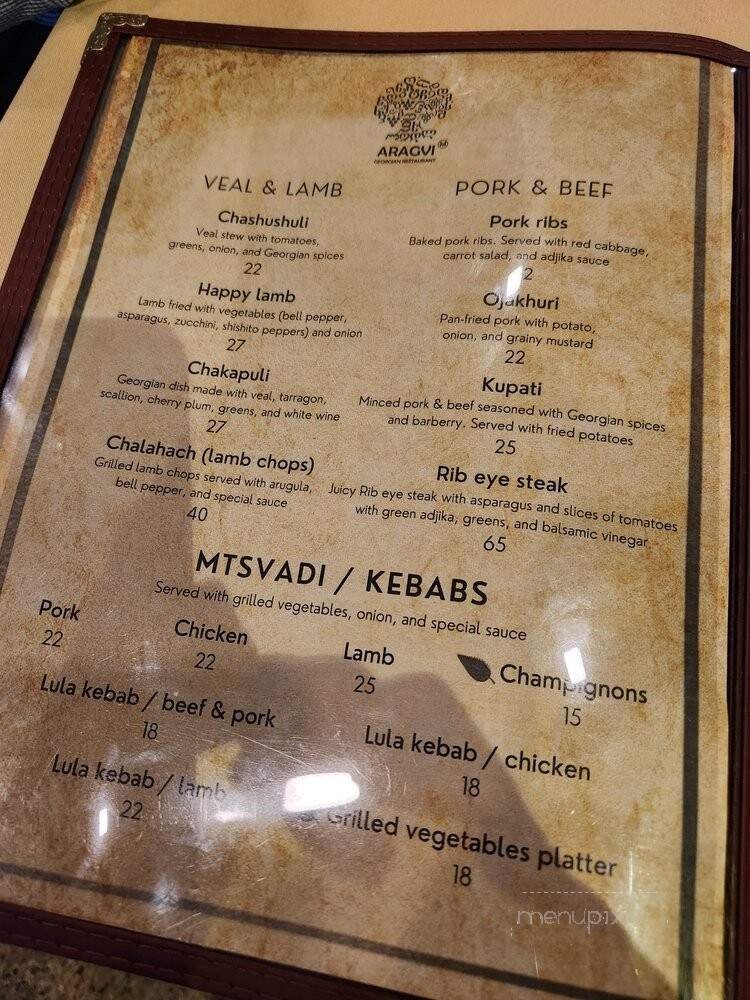 ARAGVI
GEORGIAN RESTAURANT
VEAL & LAMB
Chashushuli
Veal stew with tomatoes,
greens, onion, and Georgian spices
22
Happy lamb
Lamb fried with vegetables (bell pepper,
asparagus, zucchini, shishito peppers) and onion
27
Chakapuli
Georgian dish made with veal, tarragon,
scallion, cherry plum, greens, and white wine
27
Chalahach (lamb chops)
Grilled lamb chops served with arugula,
bell pepper, and special sauce
40
PORK & BEEF
Pork ribs
Baked pork ribs. Served with red cabbage,
carrot salad, and adjika sauce
Ojakhuri
Pan-fried pork with potato,
onion, and grainy mustard
22
Kupati
Minced pork & beef seasoned with Georgian spices
and barberry. Served with fried potatoes
25
Rib eye steak
Juicy Rib eye steak with asparagus and slices of tomatoes
with green adjika, greens, and balsamic vinegar
65
MTSVADI / KEBABS
Served with grilled vegetables, onion, and special sauce
Pork
22
Chicken
22
Lamb
25
Champignons
15
Lula kebab / beef & pork
18
Lula kebab / chicken
18
Lula kebab / lamb
22
Grilled vegetables platter
18
menupix